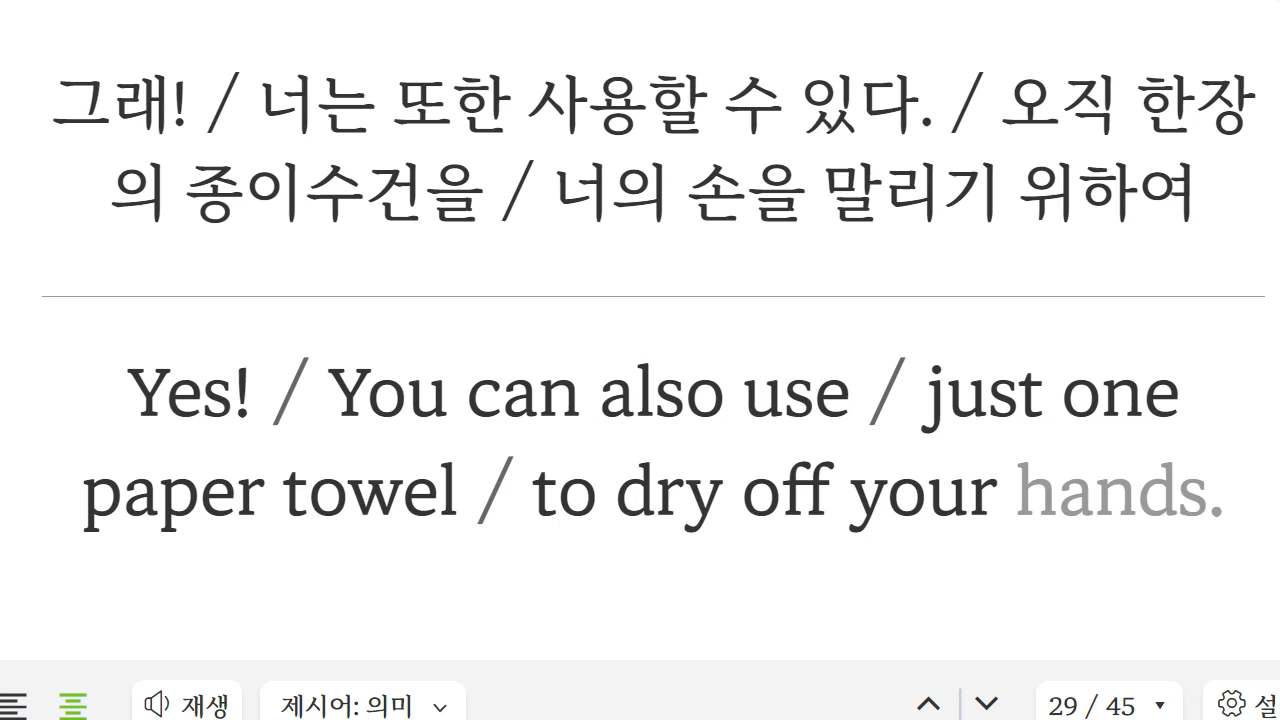 그래! / 너는 또한 사용할 수 있다. / 오직 한장
의 종이수건을 / 너의 손을 말리기 위하여
Yes! / You can also use / just one
paper towel / to dry off your hands.
재생 제시어: 의미 29 / 45 설